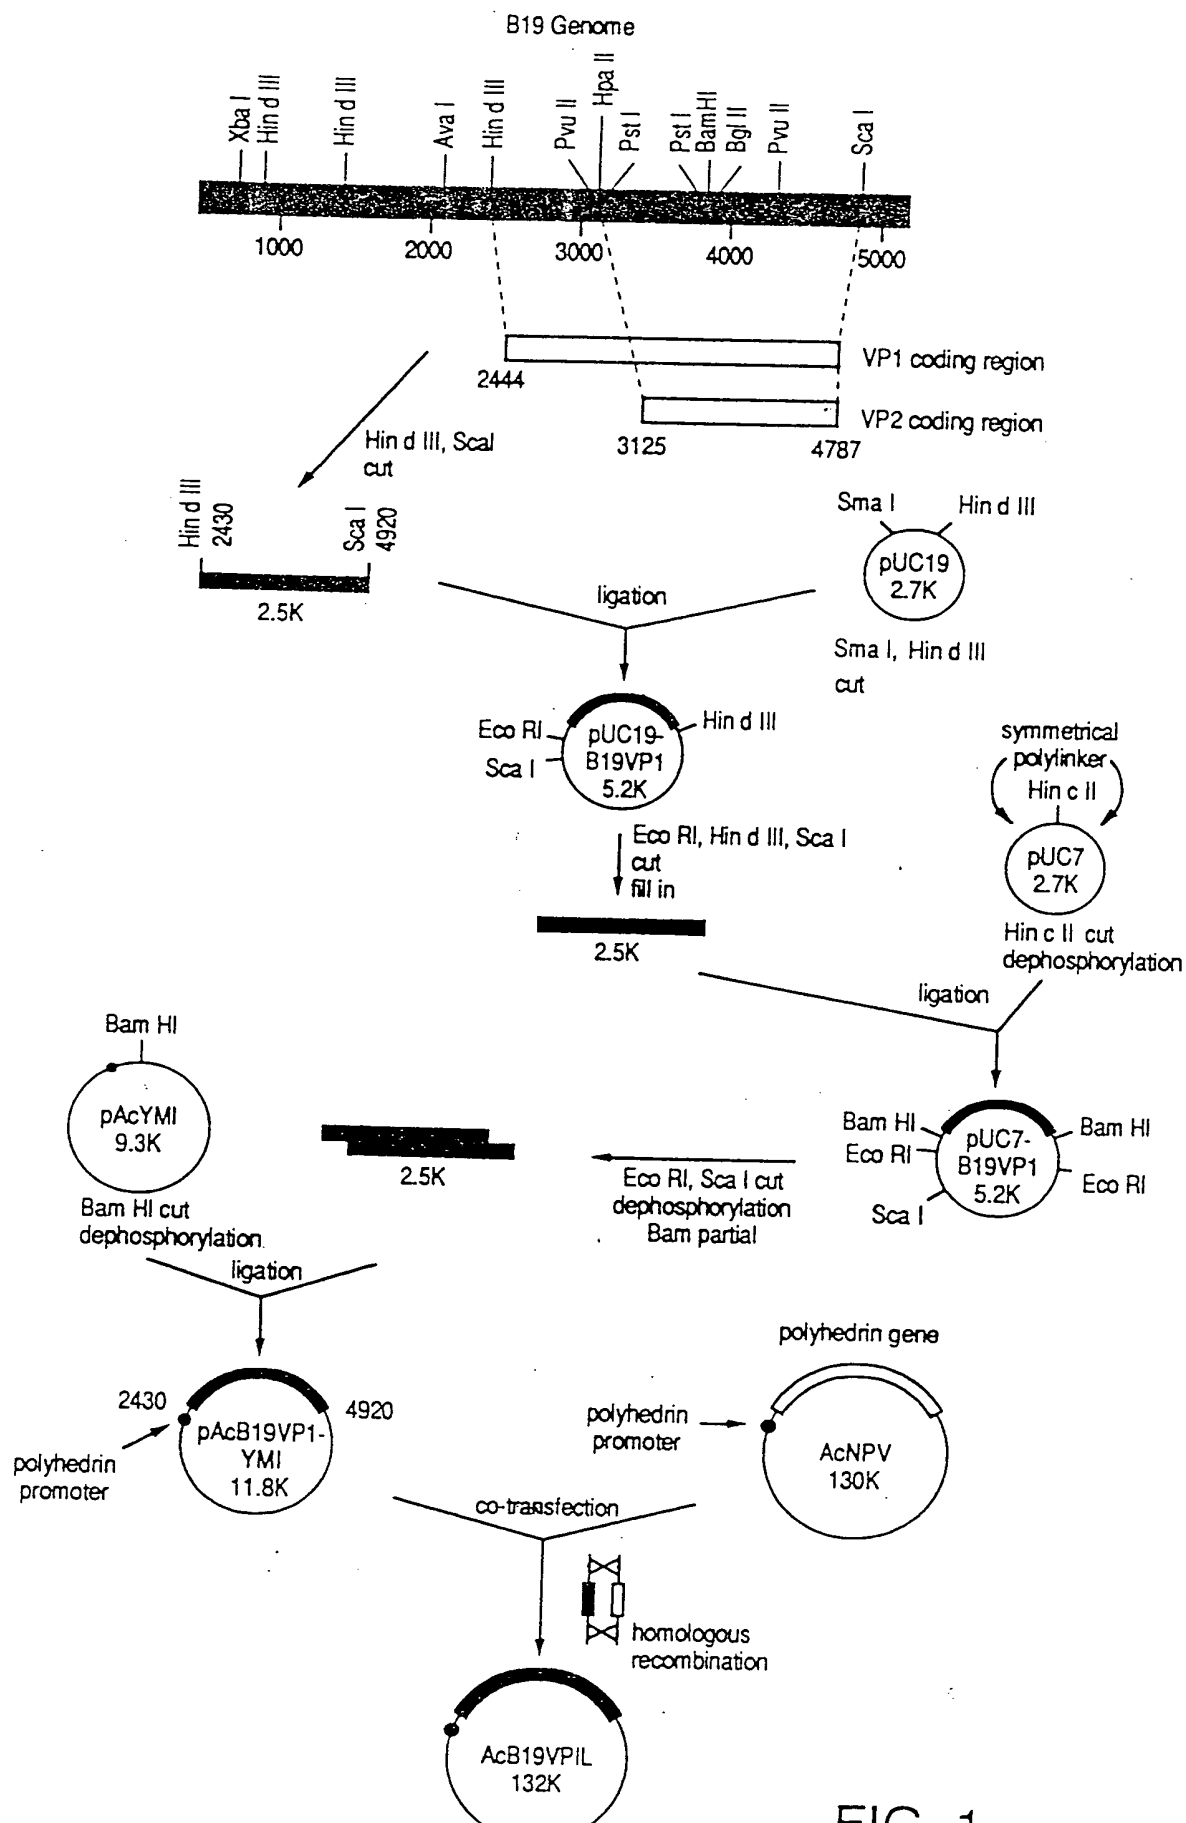 B19 Genome
Xba I
Hin d III
Hin d III
Ava I
Hin d III
Pvu II
Hpa II
Pst I
Pst I
BamHI
Bgl II
Pvu II
Sca I
1000
2000
3000
4000
5000
VP1 coding region
2444
VP2 coding region
3125
4787
Hin d III, ScaI
cut
Hin d III
2430
Sca I
4920
2.5K
Sma I
Hin d III
pUC19
2.7K
Sma I, Hin d III
cut
ligation
Eco RI
Sca I
Hin d III
pUC19-
B19VP1
5.2K
symmetrical
polylinker
Hin c II
pUC7
2.7K
Hin c II cut
dephosphorylation
Eco RI, Hin d III, Sca I
cut
fill in
2.5K
ligation
Bam HI
pAcYMI
9.3K
Bam HI cut
dephosphorylation
2.5K
Eco RI, Sca I cut
dephosphorylation
Bam partial
Bam HI
Eco RI
Sca I
pUC7-
B19VP1
5.2K
Bam HI
Eco RI
ligation
2430
4920
pAcB19VP1-
YMI
11.8K
polyhedrin
promoter
polyhedrin gene
polyhedrin
promoter
AcNPV
130K
co-transfection
homologous
recombination
AcB19VPIL
132K
FIG. 1